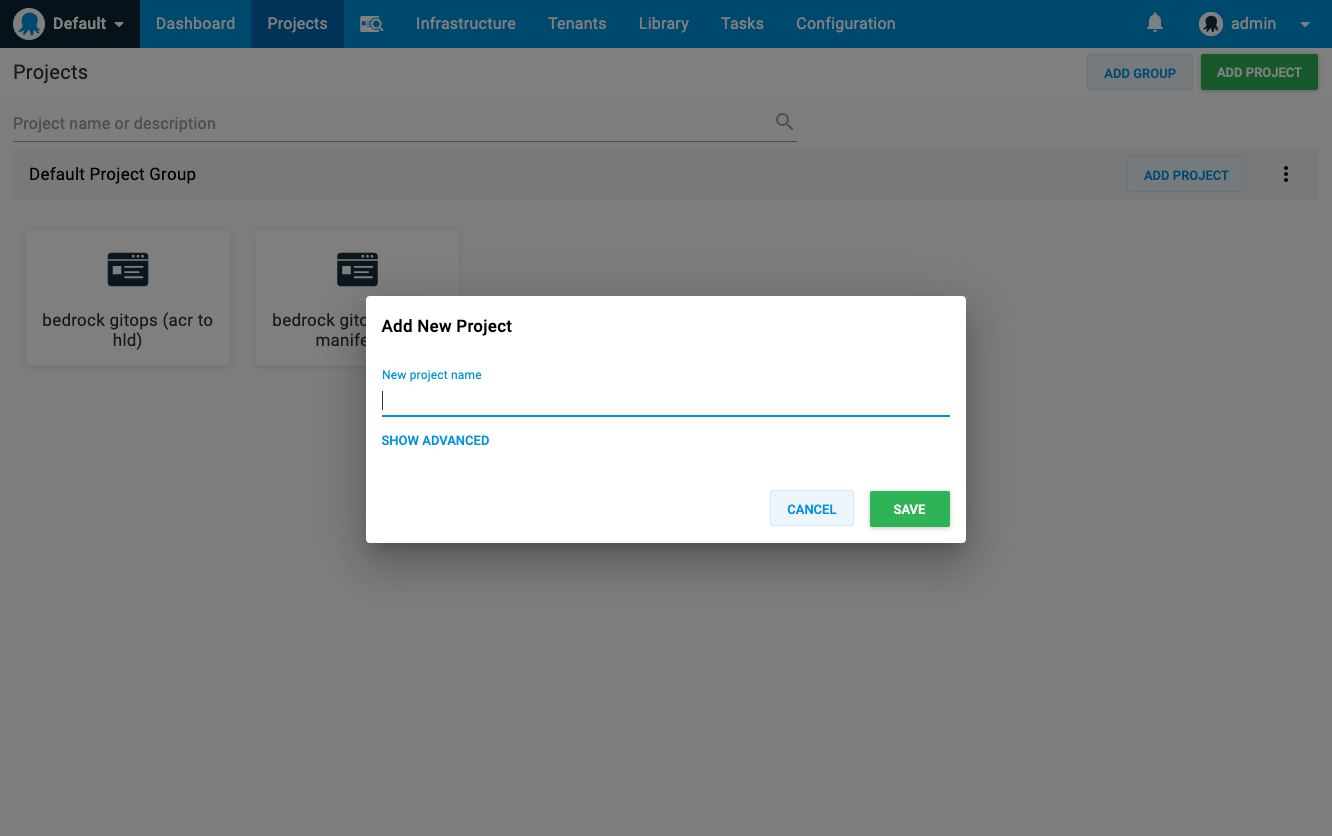 Default
Dashboard
Projects
Infrastructure
Tenants
Library
Tasks
Configuration
admin
Projects
ADD GROUP
ADD PROJECT
Project name or description
Default Project Group
ADD PROJECT
bedrock gitops (acr to
hld)
bedrock gito
manife
Add New Project
New project name
SHOW ADVANCED
CANCEL
SAVE